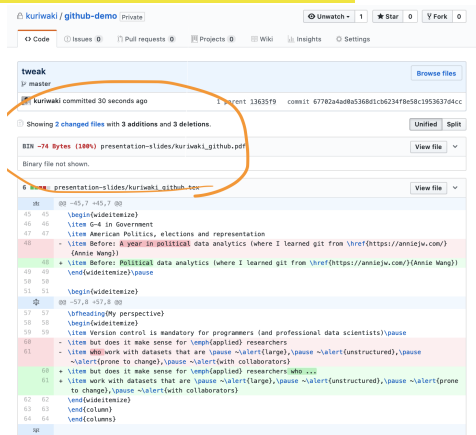 kuriwaki / github-demo Private
Unwatch 1 Star 0 Fork 0
Code Issues 0 Pull requests 0 Projects 0 Wiki Insights Settings
tweak
Browse files
master
kuriwaki committed 30 seconds ago
1 parent 13635f9 commit 67702a4ad0a5368d1cb6234f8e58c1953637d4cc
Showing 2 changed files with 3 additions and 3 deletions.
Unified Split
BIN -74 Bytes (100%) presentation-slides/kuriwaki_github.pdf
View file
Binary file not shown.
6 presentation-slides/kuriwaki_github.tex
View file
@@ -45,7 +45,7 @@
45 45 \begin{wideitemize}
46 46 \item G-4 in Government
47 47 \item American Politics, elections and representation
48 - \item Before: A year in political data analytics (where I learned git from \href{https://anniejw.com/}
{Annie Wang})
48 + \item Before: Political data analytics (where I learned git from \href{https://anniejw.com/}{Annie Wang})
49 49 \end{wideitemize}\pause
50 50
51 51 \begin{wideitemize}
@@ -57,8 +57,8 @@
57 57 \bfheading{My perspective}
58 58 \begin{wideitemize}
59 59 \item Version control is mandatory for programmers (and professional data scientists)\pause
60 - \item but does it make sense for \emph{applied} researchers
61 - \item who work with datasets that are \pause ~\alert{large},\pause ~\alert{unstructured},\pause
~\alert{prone to change},\pause ~\alert{with collaborators}
60 + \item but does it make sense for \emph{applied} researchers who ...
61 + \item work with datasets that are \pause ~\alert{large},\pause ~\alert{unstructured},\pause ~\alert{prone
to change},\pause ~\alert{with collaborators}
62 62 \end{wideitemize}
63 63 \end{column}
64 64 \end{columns}